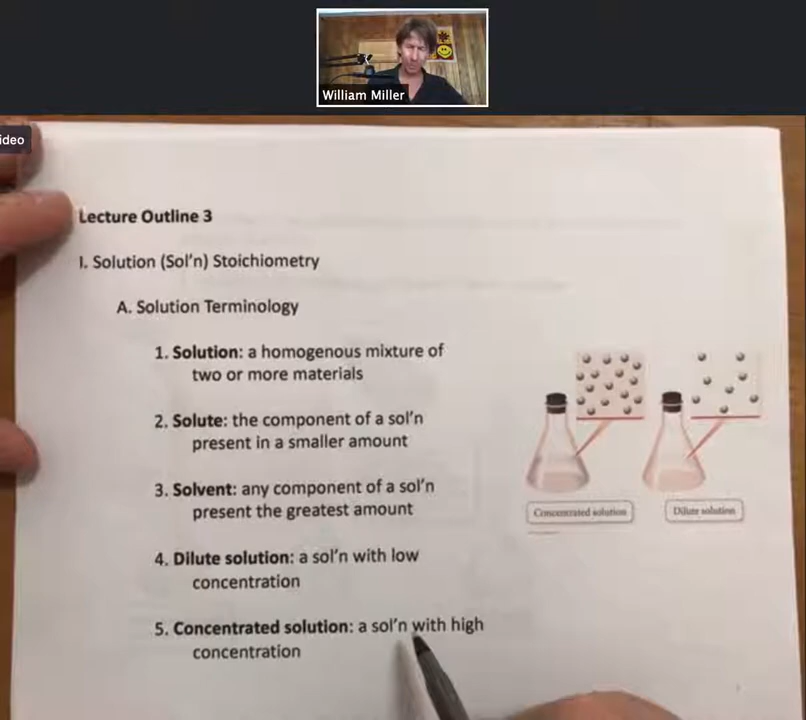 William Miller
ideo
Lecture Outline 3
I. Solution (Sol'n) Stoichiometry
A. Solution Terminology
1. Solution: a homogenous mixture of
two or more materials
2. Solute: the component of a sol'n
present in a smaller amount
3. Solvent: any component of a sol'n
present the greatest amount
4. Dilute solution: a sol'n with low
concentration
5. Concentrated solution: a sol'n with high
concentration
Concentrated solution
Dilute solution